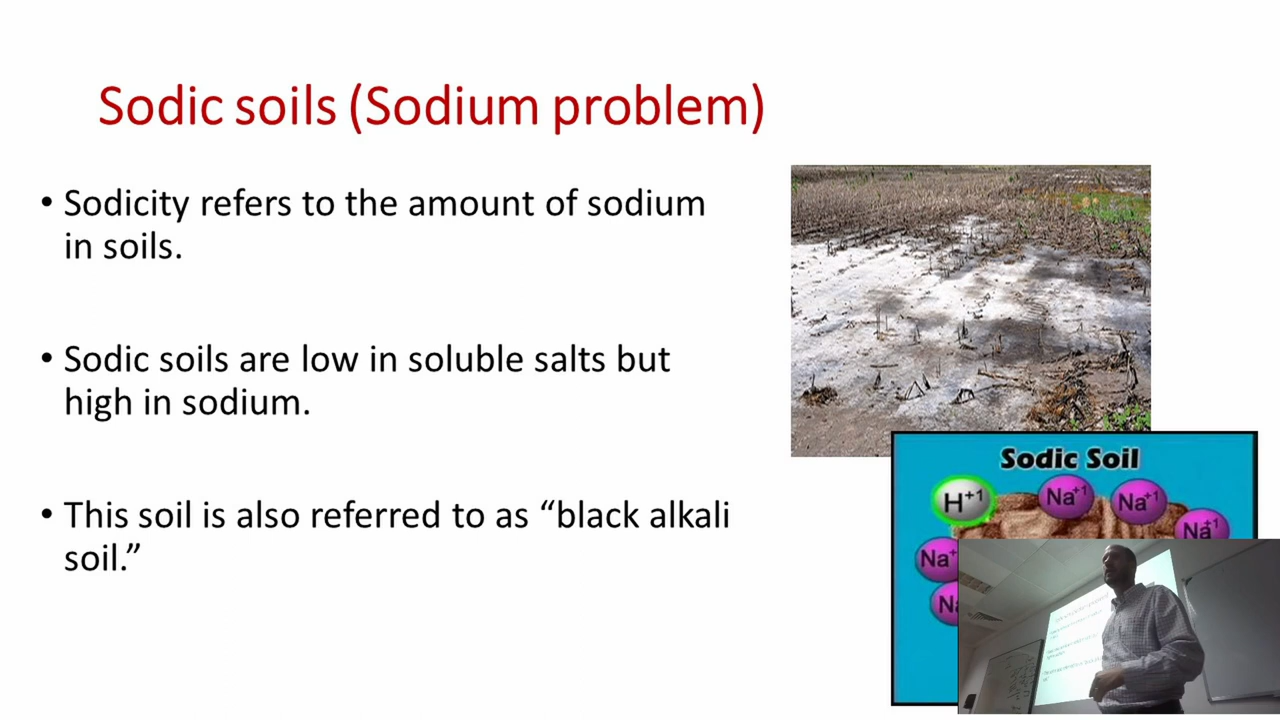 Sodic soils (Sodium problem)
• Sodicity refers to the amount of sodium
in soils.
• Sodic soils are low in soluble salts but
high in sodium.
• This soil is also referred to as “black alkali
soil.”
Sodic Soil
H+1
Na+1
Na+1
Na+1
Na+
Na